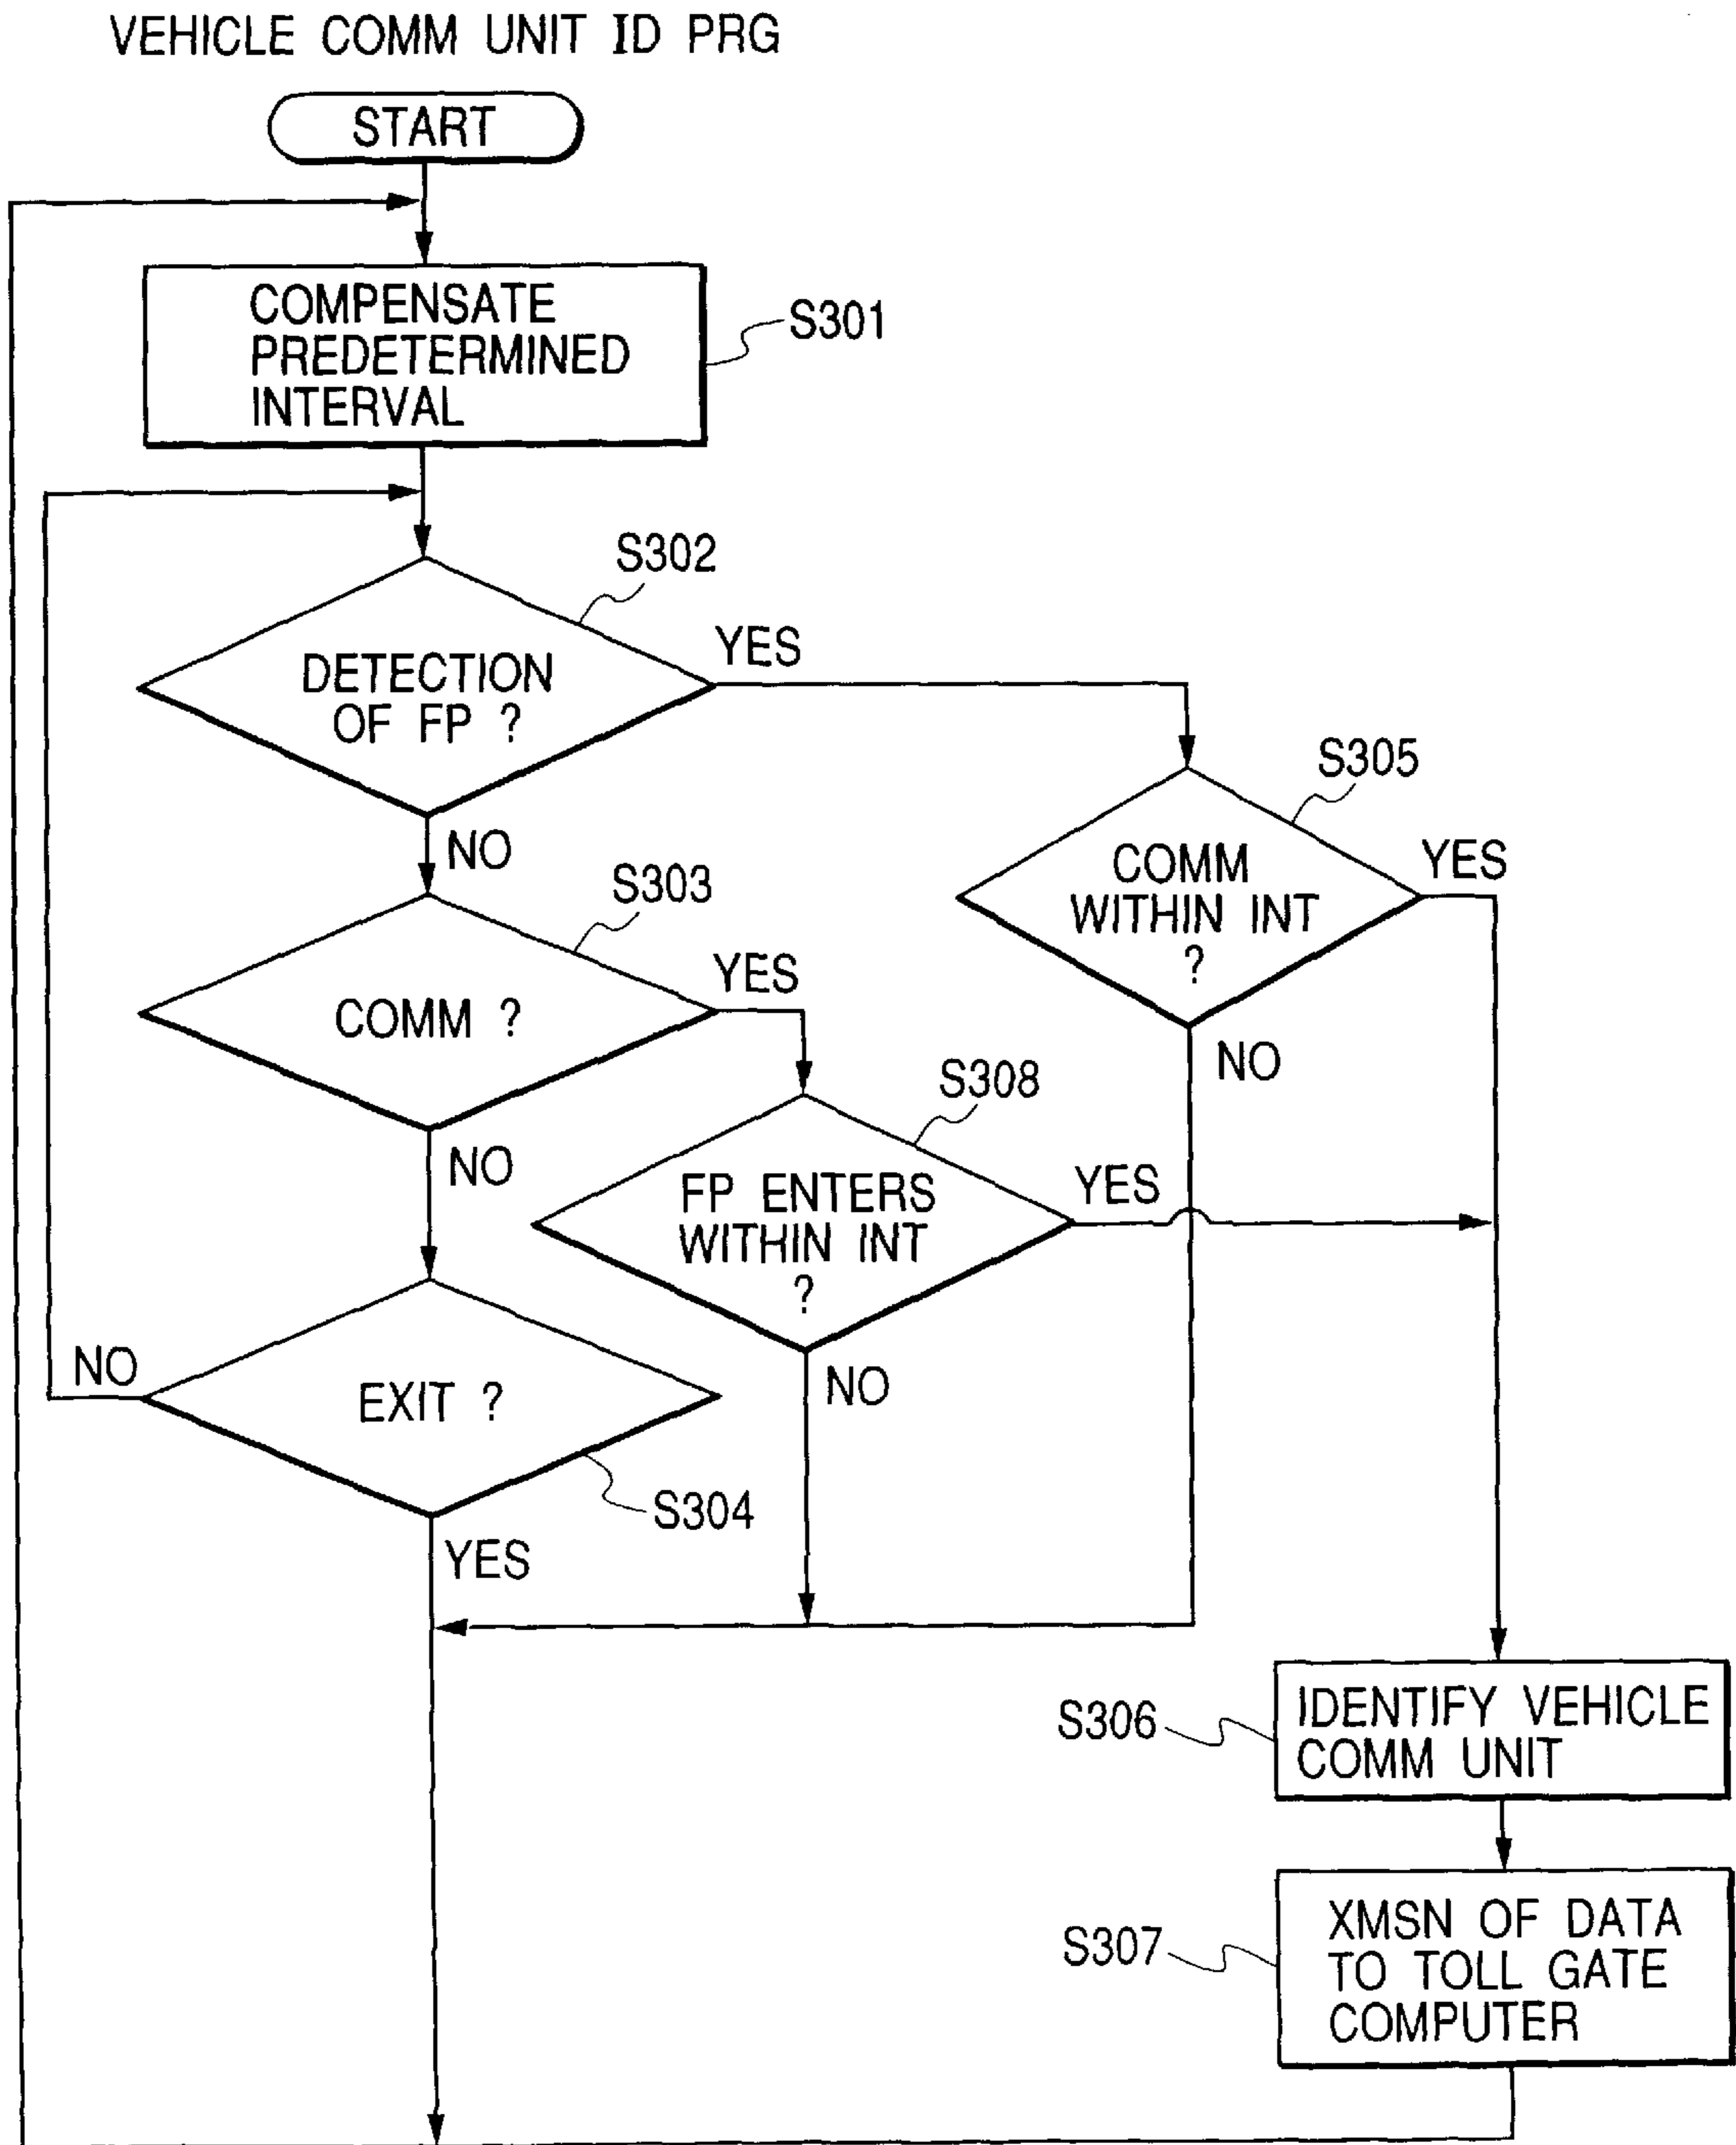 VEHICLE COMM UNIT ID PRG
START
COMPENSATE
PREDETERMINED
INTERVAL
S301
S302
DETECTION
OF FP ?
YES
NO
S305
COMM
WITHIN INT
?
YES
NO
S303
COMM ?
YES
NO
S308
FP ENTERS
WITHIN INT
?
YES
NO
NO
EXIT ?
S304
YES
S306
IDENTIFY VEHICLE
COMM UNIT
S307
XMSN OF DATA
TO TOLL GATE
COMPUTER